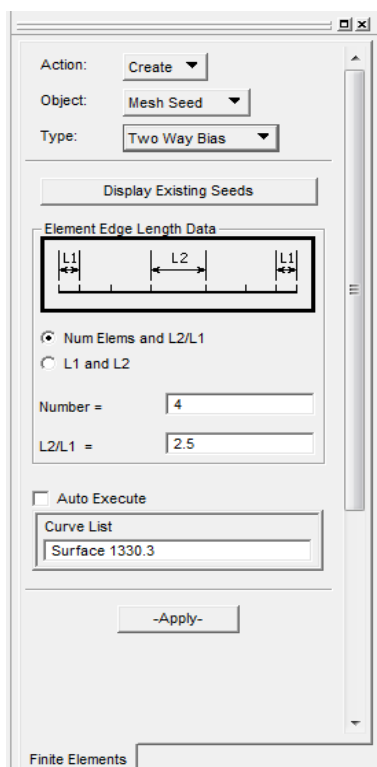 Action: Create
Object: Mesh Seed
Type: Two Way Bias
Display Existing Seeds
Element Edge Length Data
L1 L2 L1
Num Elems and L2/L1
L1 and L2
Number = 4
L2/L1 = 2.5
Auto Execute
Curve List
Surface 1330.3
-Apply-
Finite Elements